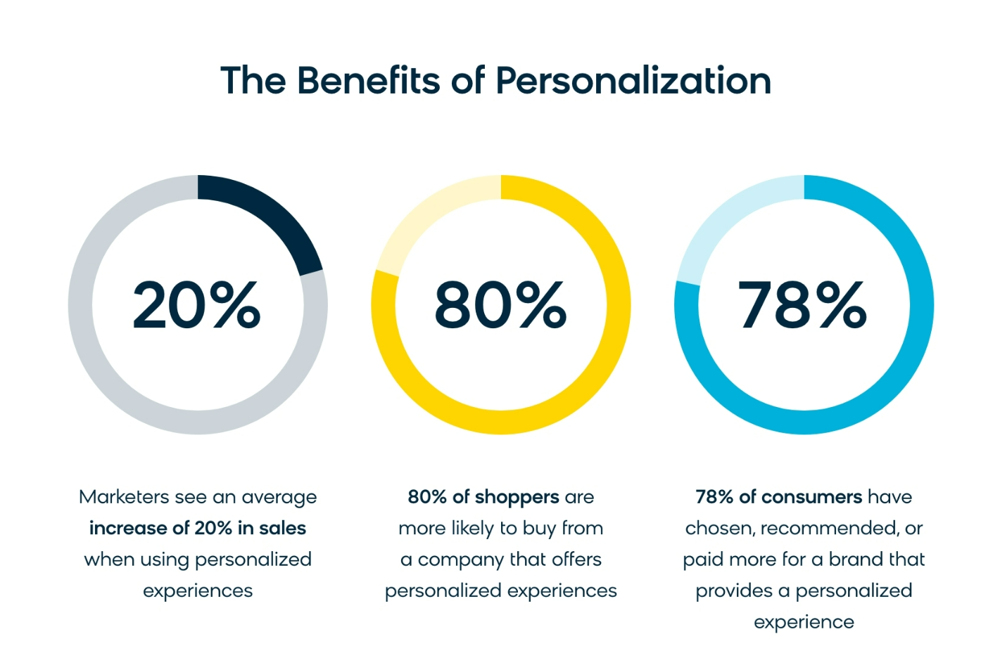 The Benefits of Personalization
20%
80%
78%
Marketers see an average
increase of 20% in sales
when using personalized
experiences
80% of shoppers are
more likely to buy from
a company that offers
personalized experiences
78% of consumers have
chosen, recommended, or
paid more for a brand that
provides a personalized
experience